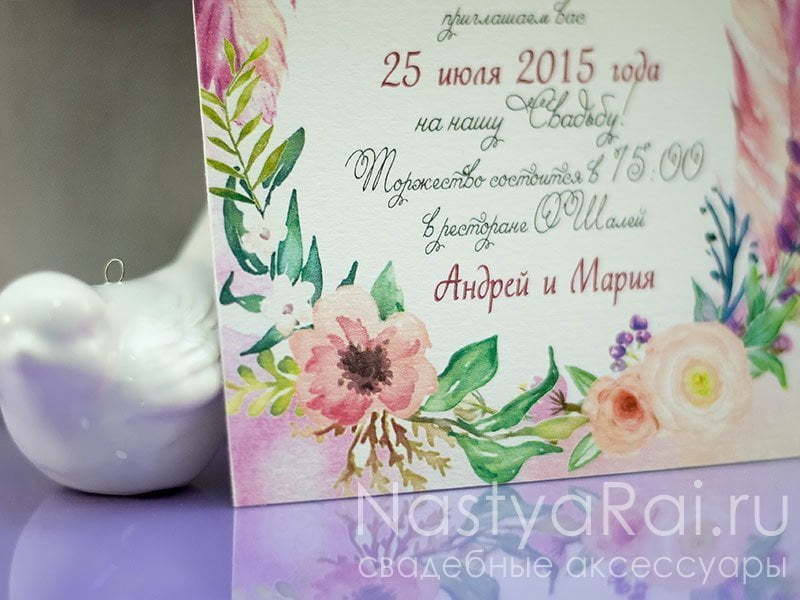 приглашаем вас
25 июля 2015 года
на нашу Свадьбу!
Торжество состоится в 15:00
в ресторане О'Шалей
Андрей и Мария
NastyaRai.ru
свадебные аксессуары